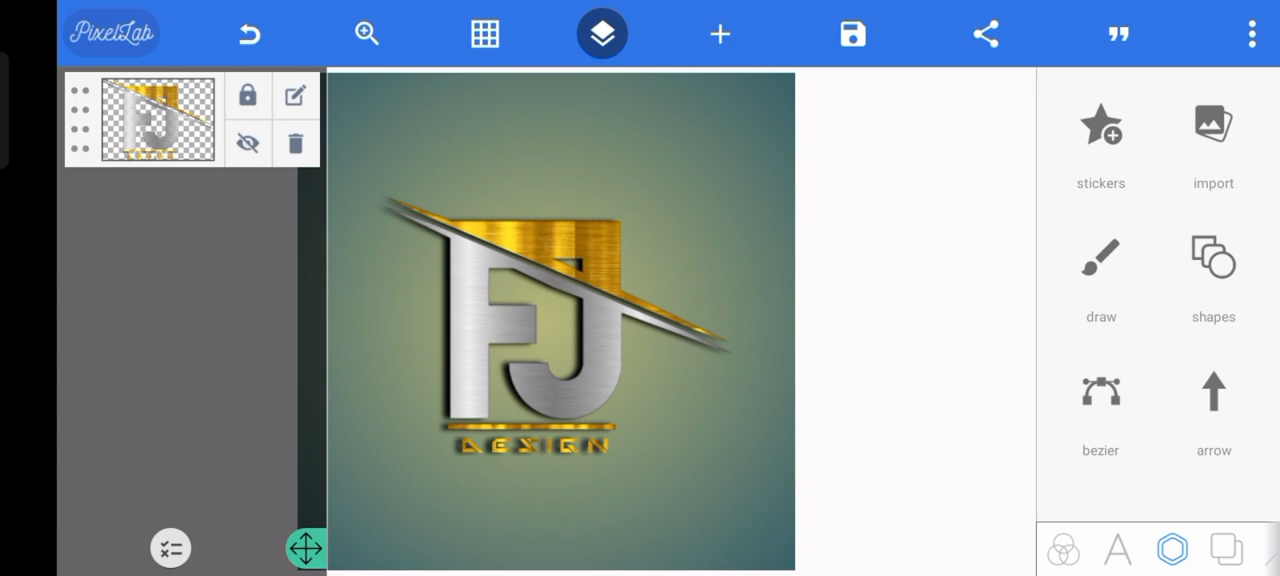 PixelLab
stickers
import
FJ
draw
shapes
DESIGN
bezier
arrow